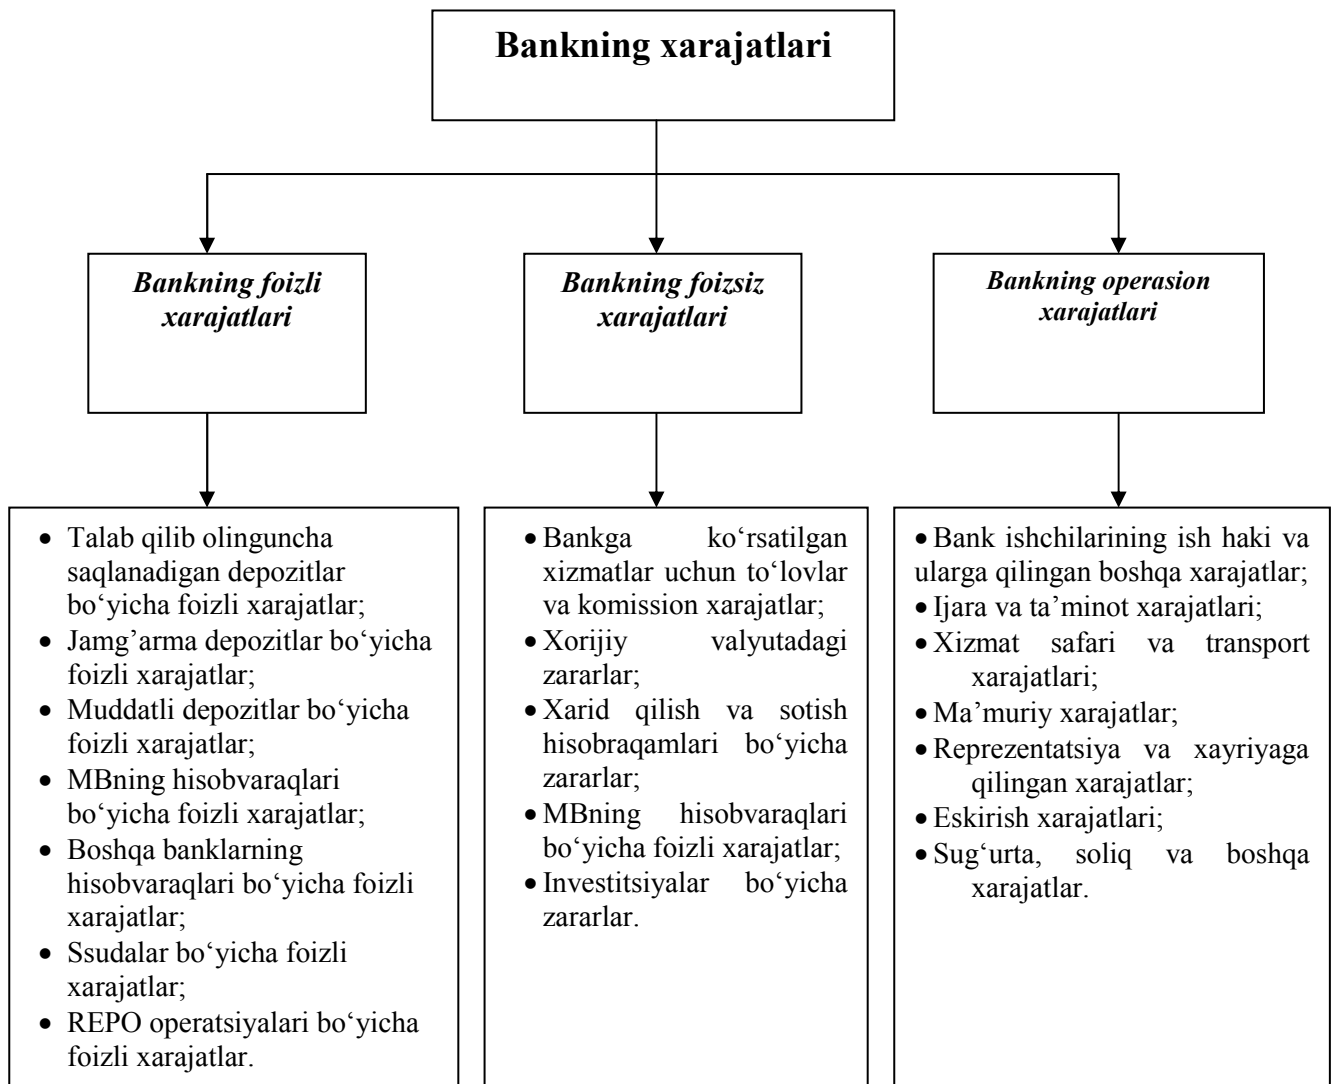 Bankning xarajatlari
Bankning foizli
xarajatlari
Bankning foizsiz
xarajatlari
Bankning operasion
xarajatlari
• Talab qilib olinguncha
saqlanadigan depozitlar
bo‘yicha foizli xarajatlar;
• Jamg’arma depozitlar bo‘yicha
foizli xarajatlar;
• Muddatli depozitlar bo‘yicha
foizli xarajatlar;
• MBning hisobvaraqlari
bo‘yicha foizli xarajatlar;
• Boshqa banklarning
hisobvaraqlari bo‘yicha foizli
xarajatlar;
• Ssudalar bo‘yicha foizli
xarajatlar;
• REPO operatsiyalari bo‘yicha
foizli xarajatlar.
• Bankga ko‘rsatilgan
xizmatlar uchun to‘lovlar
va komission xarajatlar;
• Xorijiy valyutadagi
zararlar;
• Xarid qilish va sotish
hisobraqamlari bo‘yicha
zararlar;
• MBning hisobvaraqlari
bo‘yicha foizli xarajatlar;
• Investitsiyalar bo‘yicha
zararlar.
• Bank ishchilarining ish haki va
ularga qilingan boshqa xarajatlar;
• Ijara va ta’minot xarajatlari;
• Xizmat safari va transport
xarajatlari;
• Ma’muriy xarajatlar;
• Reprezentatsiya va xayriyaga
qilingan xarajatlar;
• Eskirish xarajatlari;
• Sug‘urta, soliq va boshqa
xarajatlar.